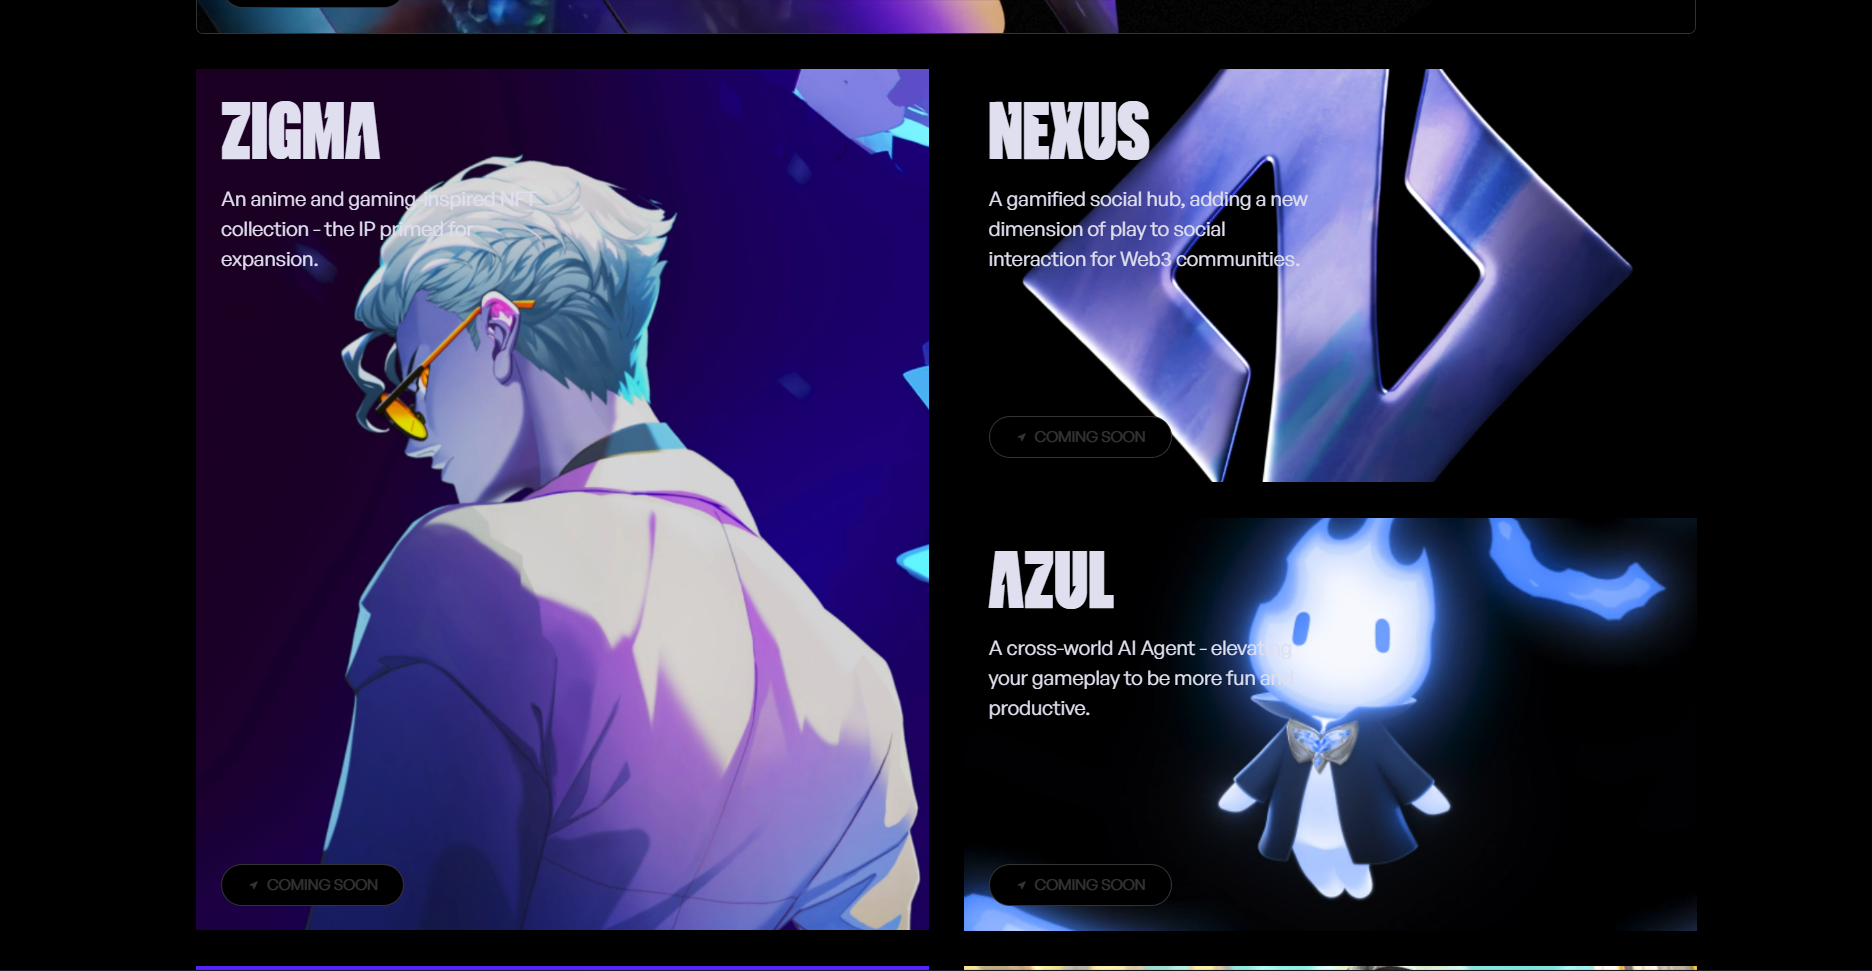 ZIGMA
An anime and gaming-inspired NFT
collection - the IP primed for
expansion.
COMING SOON
NEXUS
A gamified social hub, adding a new
dimension of play to social
interaction for Web3 communities.
COMING SOON
AZUL
A cross-world AI Agent - elevating
your gameplay to be more fun and
productive.
COMING SOON